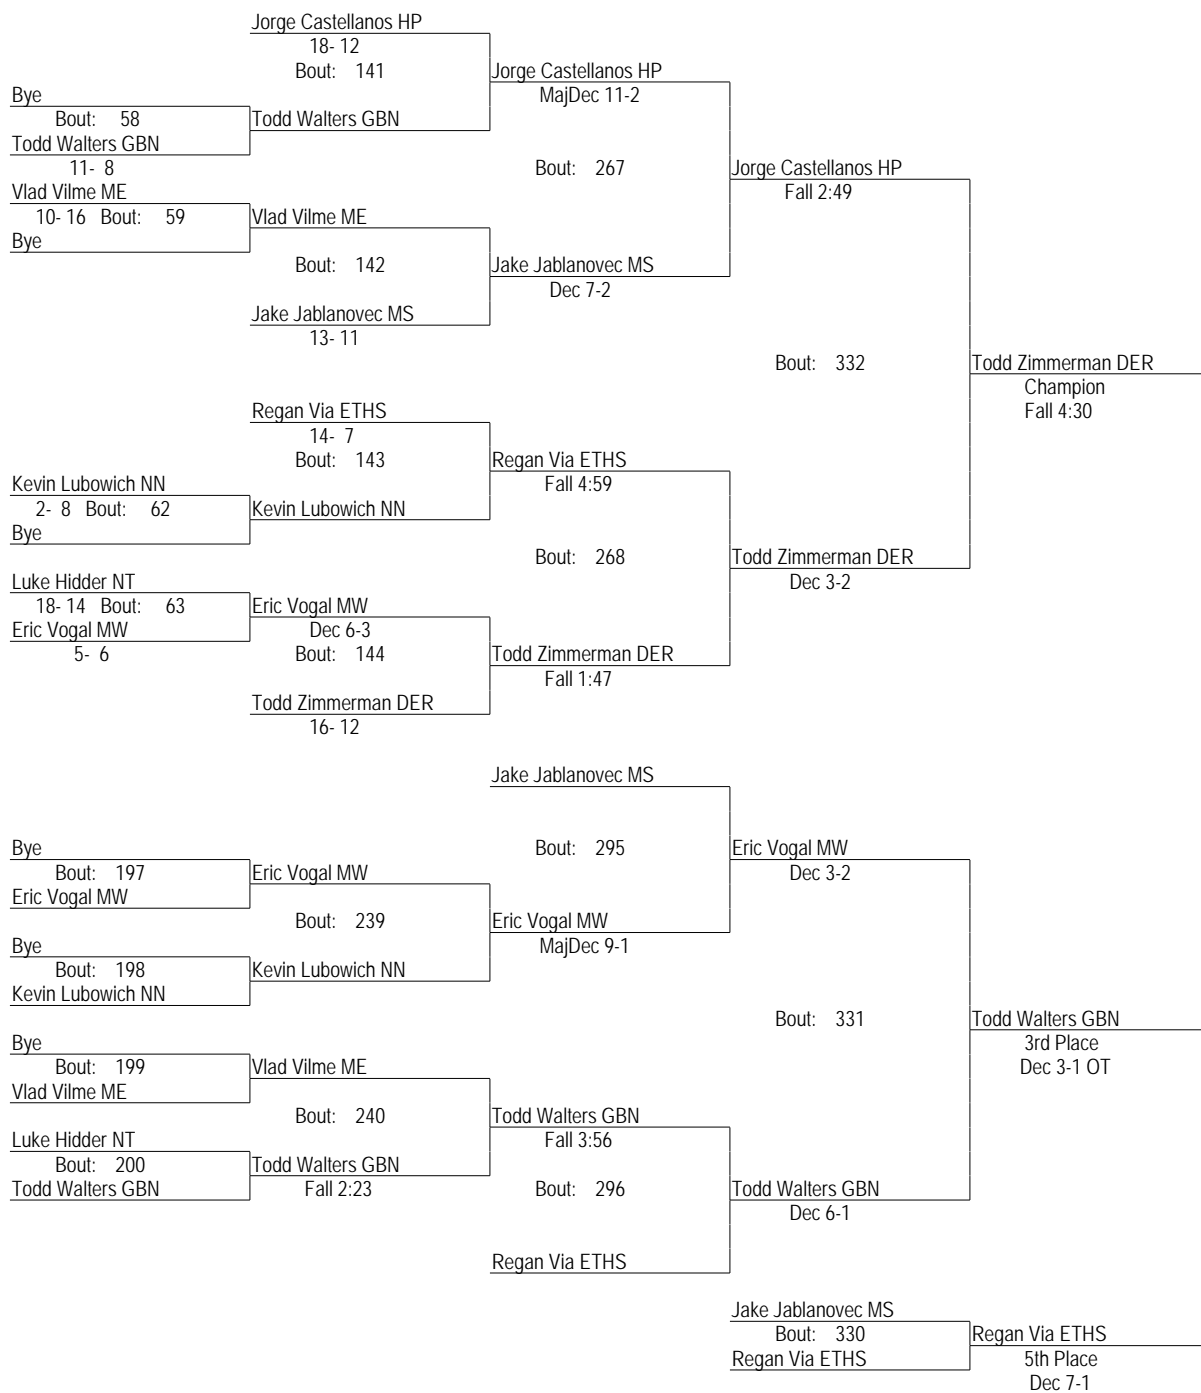 Jorge Castellanos HP
18- 12
Bout: 141
Jorge Castellanos HP
MajDec 11-2
Bye
Bout: 58
Todd Walters GBN
Todd Walters GBN
11- 8
Bout: 267
Jorge Castellanos HP
Fall 2:49
Vlad Vilme ME
10- 16 Bout: 59
Vlad Vilme ME
Bye
Bout: 142
Jake Jablanovec MS
Dec 7-2
Jake Jablanovec MS
13- 11
Bout: 332
Todd Zimmerman DER
Champion
Fall 4:30
Regan Via ETHS
14- 7
Bout: 143
Regan Via ETHS
Fall 4:59
Kevin Lubowich NN
2- 8 Bout: 62
Kevin Lubowich NN
Bye
Bout: 268
Todd Zimmerman DER
Dec 3-2
Luke Hidder NT
18- 14 Bout: 63
Eric Vogal MW
Eric Vogal MW
Dec 6-3
5- 6
Bout: 144
Todd Zimmerman DER
Fall 1:47
Todd Zimmerman DER
16- 12
Jake Jablanovec MS
Bye
Bout: 295
Eric Vogal MW
Dec 3-2
Bout: 197
Eric Vogal MW
Eric Vogal MW
Bout: 239
Eric Vogal MW
MajDec 9-1
Bye
Bout: 198
Kevin Lubowich NN
Kevin Lubowich NN
Bout: 331
Todd Walters GBN
3rd Place
Dec 3-1 OT
Bye
Bout: 199
Vlad Vilme ME
Vlad Vilme ME
Bout: 240
Todd Walters GBN
Fall 3:56
Luke Hidder NT
Bout: 200
Todd Walters GBN
Todd Walters GBN
Fall 2:23
Bout: 296
Todd Walters GBN
Dec 6-1
Regan Via ETHS
Jake Jablanovec MS
Bout: 330
Regan Via ETHS
Regan Via ETHS
5th Place
Dec 7-1